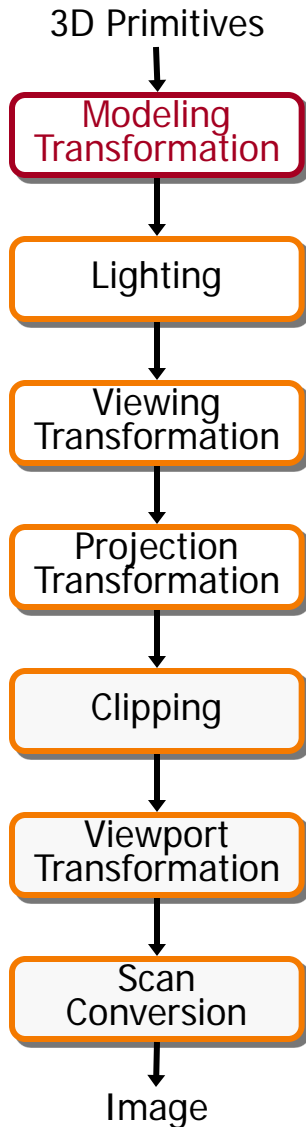 3D Primitives
Modeling
Transformation
Lighting
Viewing
Transformation
Projection
Transformation
Clipping
Viewport
Transformation
Scan
Conversion
Image